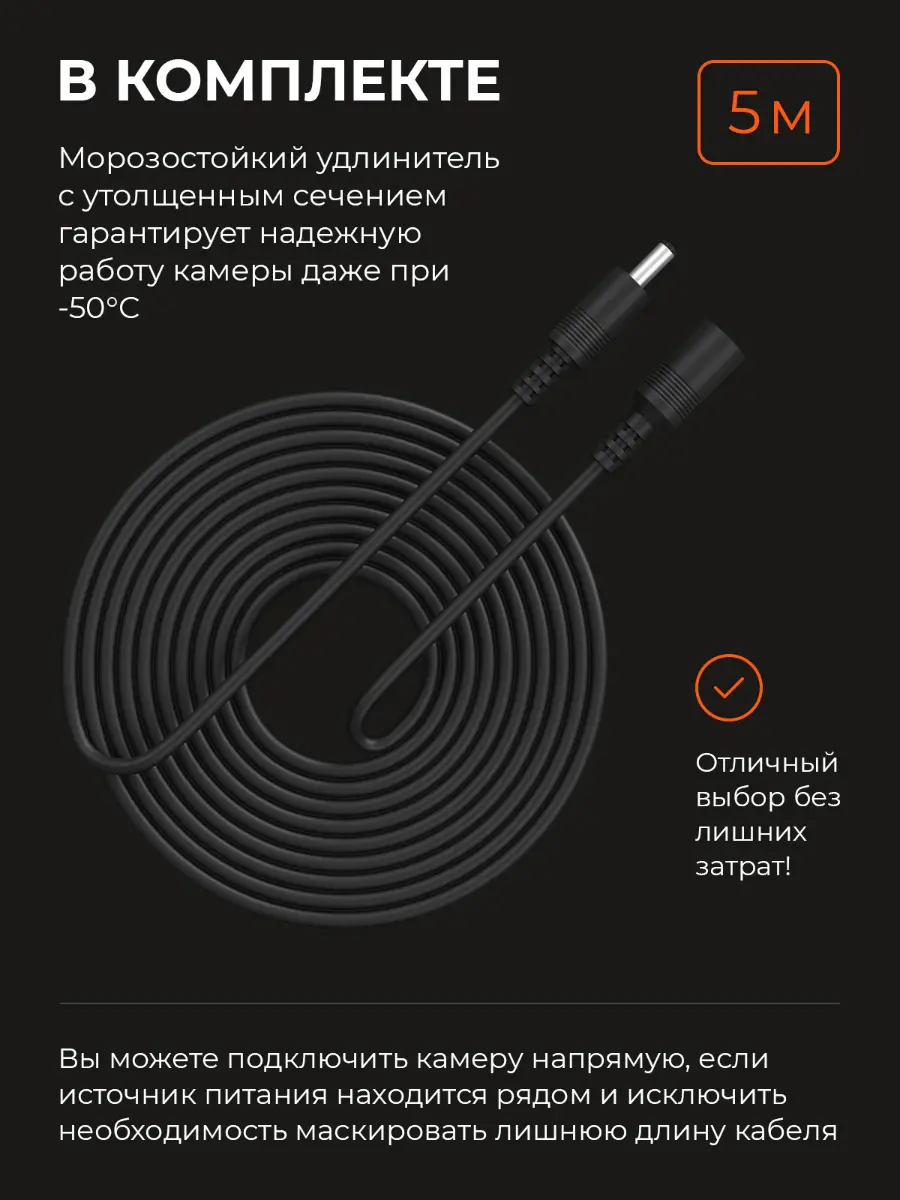 В КОМПЛЕКТЕ
5м
Морозостойкий удлинитель
с утолщенным сечением
гарантирует надежную
работу камеры даже при
-50°C
Отличный
выбор без
лишних
затрат!
Вы можете подключить камеру напрямую, если
источник питания находится рядом и исключить
необходимость маскировать лишнюю длину кабеля